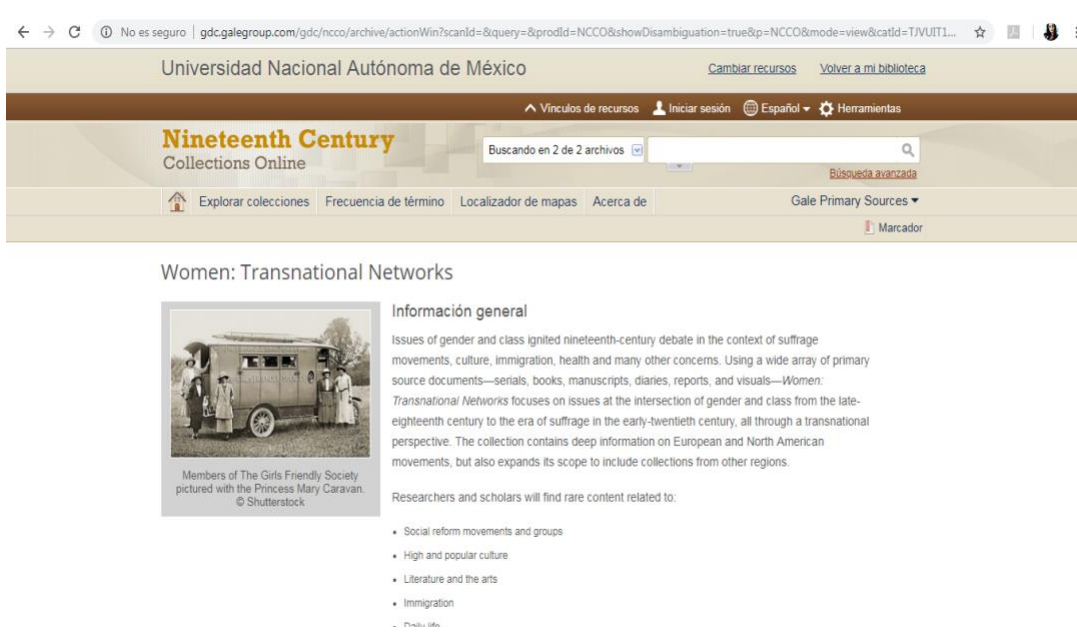 No es seguro | gdc.galegroup.com/gdc/ncco/archive/actionWin?scanId=&query=&prodId=NCCO&showDisambiguation=true&p=NCCO&mode=view&catId=TJVUIT1...
Universidad Nacional Autónoma de México Cambiar recursos Volver a mi biblioteca
Vínculos de recursos Iniciar sesión Español Herramientas
Nineteenth Century
Collections Online
Buscando en 2 de 2 archivos
Búsqueda avanzada
Explorar colecciones Frecuencia de término Localizador de mapas Acerca de Gale Primary Sources
Marcador
Women: Transnational Networks
Members of The Girls Friendly Society
pictured with the Princess Mary Caravan.
© Shutterstock
Información general
Issues of gender and class ignited nineteenth-century debate in the context of suffrage
movements, culture, immigration, health and many other concerns. Using a wide array of primary
source documents—serials, books, manuscripts, diaries, reports, and visuals—Women:
Transnational Networks focuses on issues at the intersection of gender and class from the late-
eighteenth century to the era of suffrage in the early-twentieth century, all through a transnational
perspective. The collection contains deep information on European and North American
movements, but also expands its scope to include collections from other regions.
Researchers and scholars will find rare content related to:
• Social reform movements and groups
• High and popular culture
• Literature and the arts
• Immigration
• Daily life